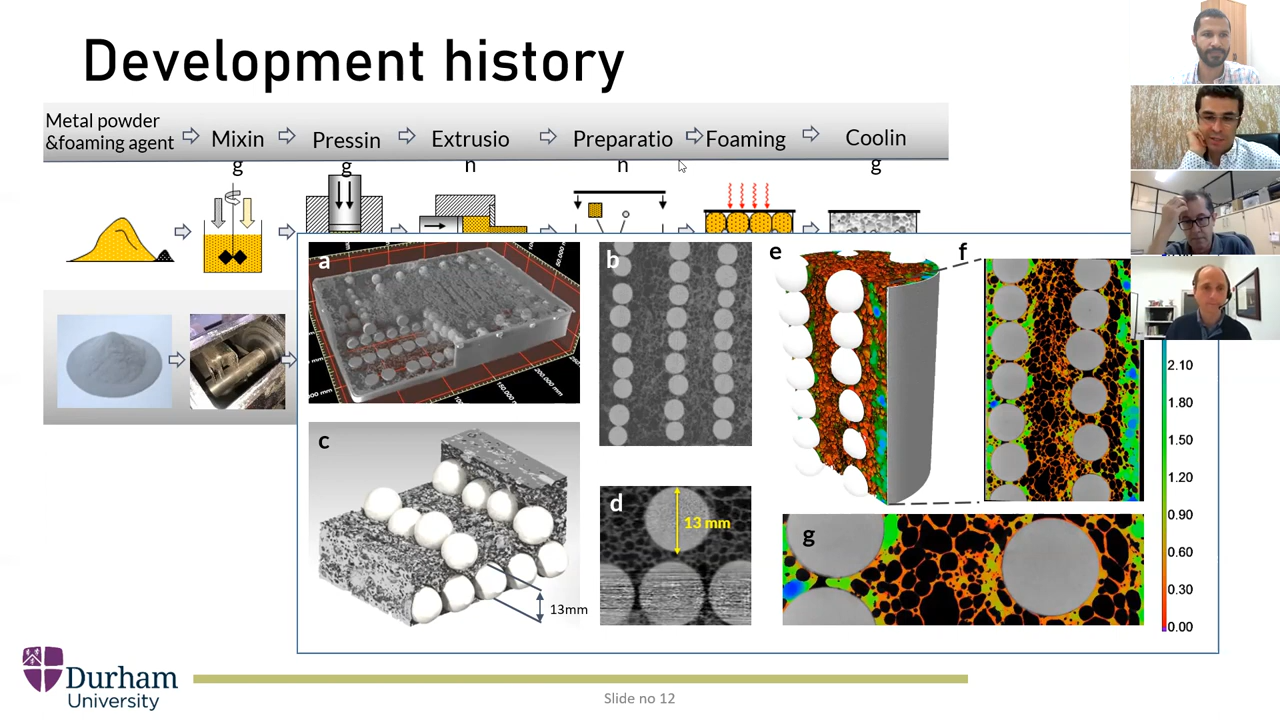 Development history
Metal powder
&foaming agent
Mixin
g
Pressin
g
Extrusio
n
Preparatio
n
Foaming
Coolin
g
a
b
c
d
e
f
g
13 mm
13mm
2.10
1.80
1.50
1.20
0.90
0.60
0.30
0.00
Durham
University
Slide no 12